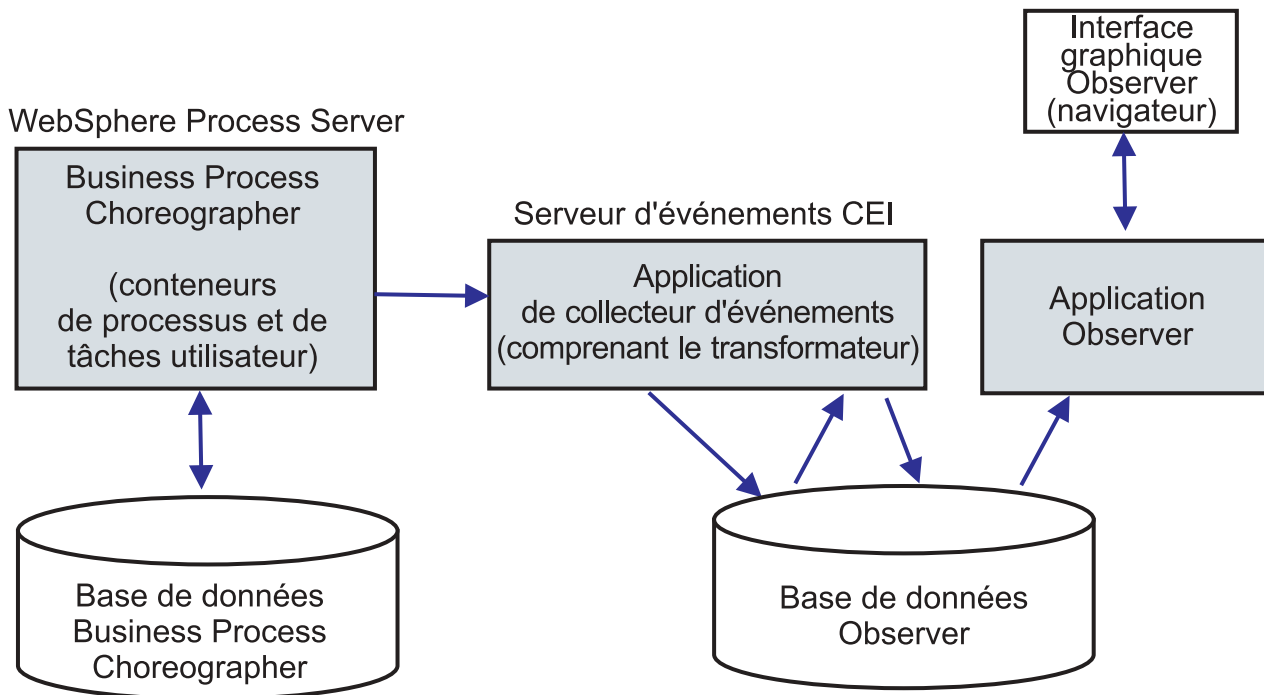 Interface
graphique
Observer
(navigateur)
WebSphere Process Server
Business Process
Choreographer
(conteneurs
de processus et de
tâches utilisateur)
Serveur d'événements CEI
Application
de collecteur d'événements
(comprenant le transformateur)
Application
Observer
Base de données
Business Process
Choreographer
Base de données
Observer